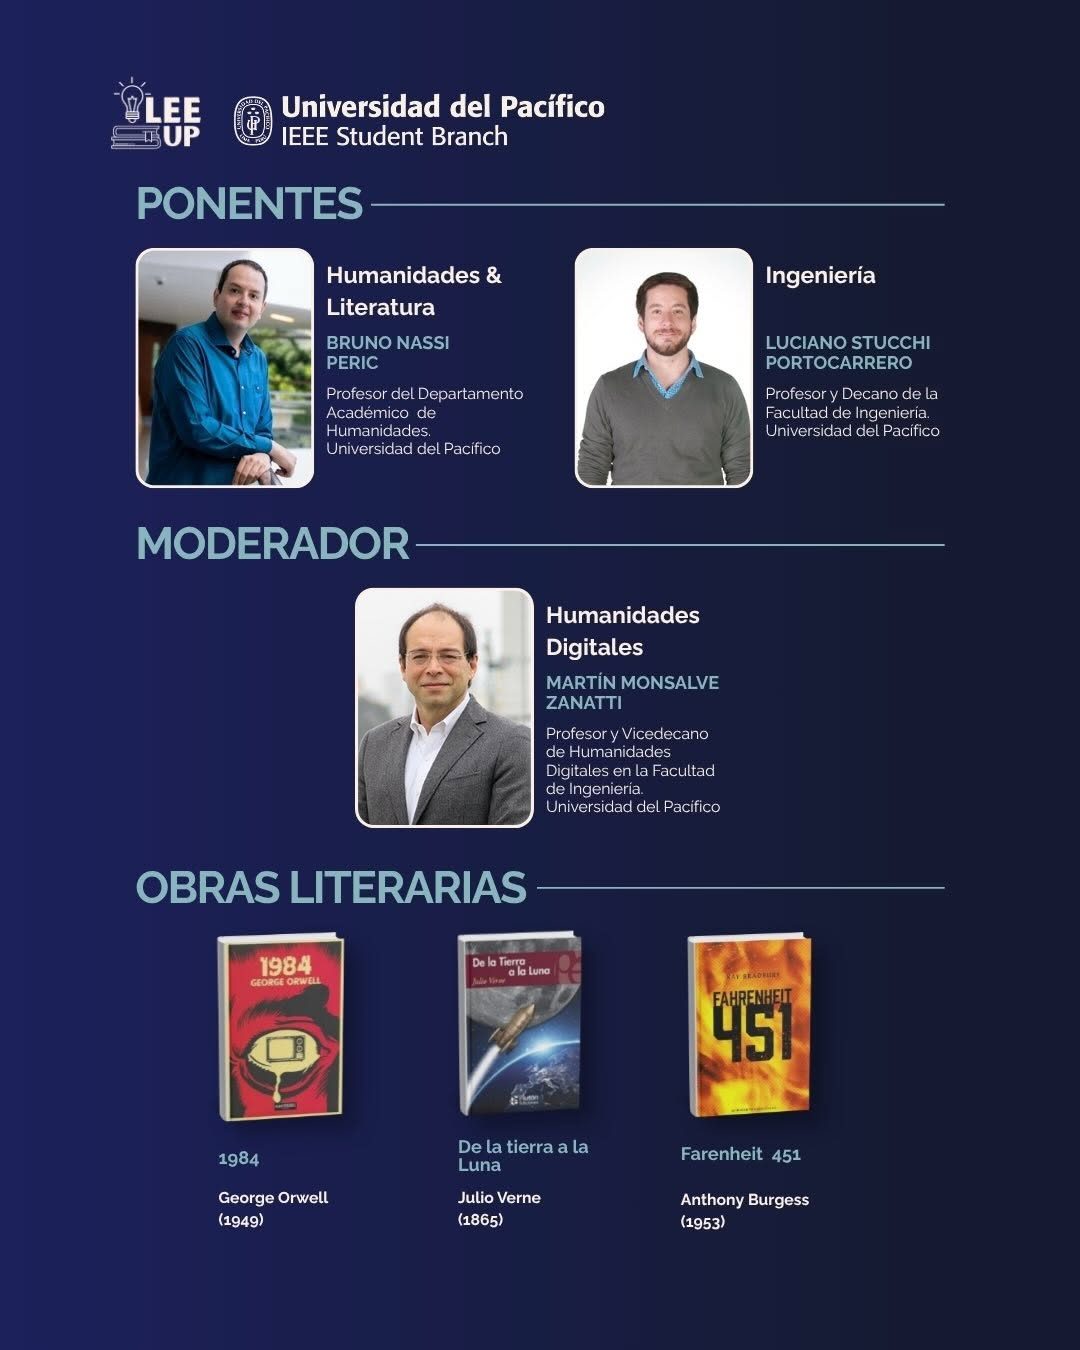 LEE
UP
Universidad del Pacífico
IEEE Student Branch
PONENTES
Humanidades &
Literatura
BRUNO NASSI
PERIC
Profesor del Departamento
Académico de
Humanidades.
Universidad del Pacífico
Ingeniería
LUCIANO STUCCHI
PORTOCARRERO
Profesor y Decano de la
Facultad de Ingeniería.
Universidad del Pacífico
MODERADOR
Humanidades
Digitales
MARTÍN MONSALVE
ZANATTI
Profesor y Vicedecano
de Humanidades
Digitales en la Facultad
de Ingeniería.
Universidad del Pacífico
OBRAS LITERARIAS
1984
GEORGE ORWELL
De la Tierra
a la Luna
Julio Verne
Plutón
Ediciones
RAY BRADBURY
FAHRENHEIT
451
1984
George Orwell
(1949)
De la tierra a la
Luna
Julio Verne
(1865)
Farenheit 451
Anthony Burgess
(1953)